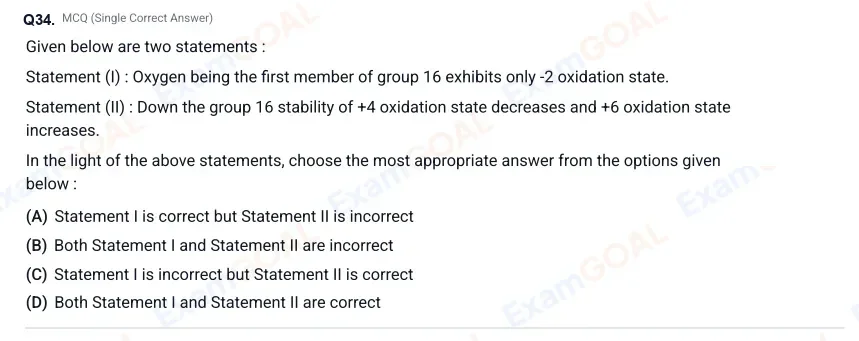 Q34. MCQ (Single Correct Answer)
Given below are two statements :
Statement (I) : Oxygen being the first member of group 16 exhibits only -2 oxidation state.
Statement (II) : Down the group 16 stability of +4 oxidation state decreases and +6 oxidation state
increases.
In the light of the above statements, choose the most appropriate answer from the options given
below :
(A) Statement I is correct but Statement II is incorrect
(B) Both Statement I and Statement II are incorrect
(C) Statement I is incorrect but Statement II is correct
(D) Both Statement I and Statement II are correct
ExamGOAL
ExamGOAL
ExamGOAL
ExamGOAL